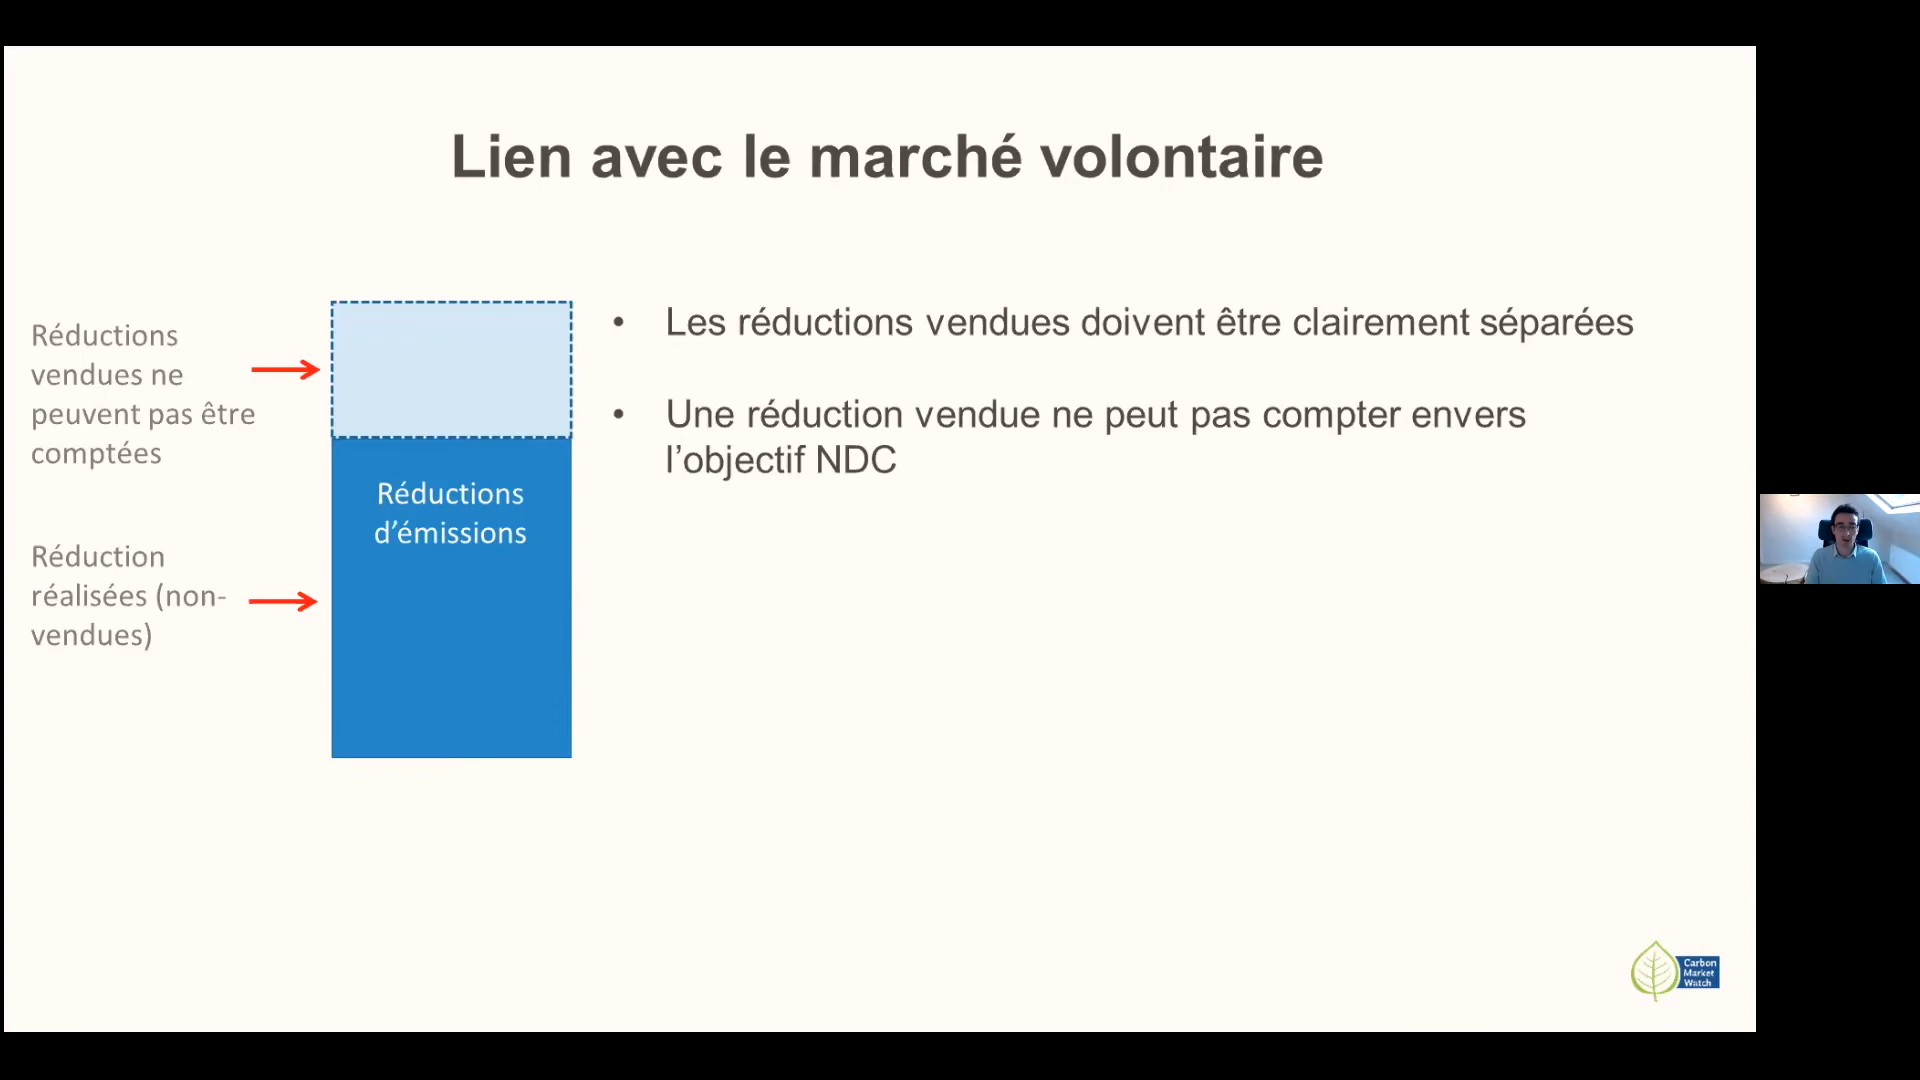 Lien avec le marché volontaire
Réductions
vendues ne
peuvent pas être
comptées
Réduction
réalisées (non-
vendues)
Réductions
d’émissions
• Les réductions vendues doivent être clairement séparées
• Une réduction vendue ne peut pas compter envers
l’objectif NDC
Carbon
Market
Watch